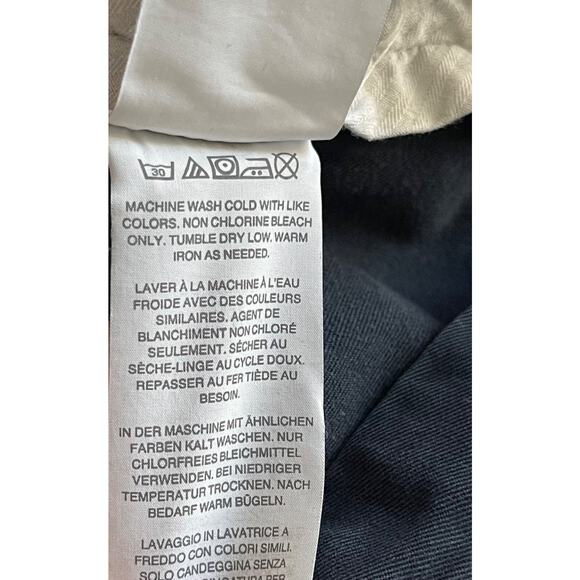 30
MACHINE WASH COLD WITH LIKE
COLORS. NON CHLORINE BLEACH
ONLY. TUMBLE DRY LOW. WARM
IRON AS NEEDED.
LAVER À LA MACHINE À L'EAU
FROIDE AVEC DES COULEURS
SIMILAIRES. AGENT DE
BLANCHIMENT NON CHLORÉ
SEULEMENT. SÉCHER AU
SÈCHE-LINGE AU CYCLE DOUX.
REPASSER AU FER TIÈDE AU
BESOIN.
IN DER MASCHINE MIT ÄHNLICHEN
FARBEN KALT WASCHEN. NUR
CHLORFREIES BLEICHMITTEL
VERWENDEN. BEI NIEDRIGER
TEMPERATUR TROCKNEN. NACH
BEDARF WARM BÜGELN.
LAVAGGIO IN LAVATRICE A
FREDDO CON COLORI SIMILI.
SOLO CANDEGGINA SENZA